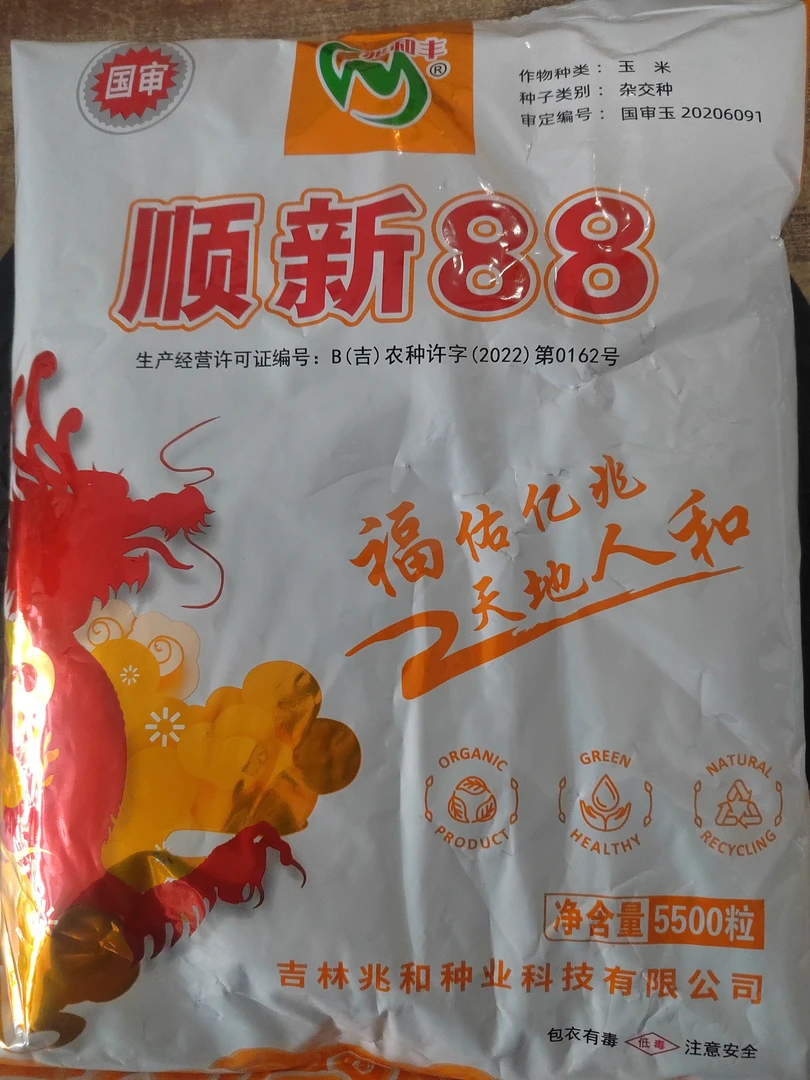 国审
兆和丰®
作物种类：玉 米
种子类别：杂交种
审定编号：国审玉 20206091
顺新88
生产经营许可证编号：B(吉)农种许字(2022)第0162号
福佑亿兆
天地人和
ORGANIC PRODUCT
GREEN HEALTHY
NATURAL RECYCLING
净含量 5500粒
吉林兆和种业科技有限公司
包衣有毒 低毒 注意安全